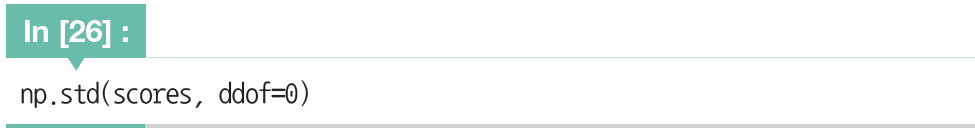 In [26] :
np.std(scores, ddof=0)